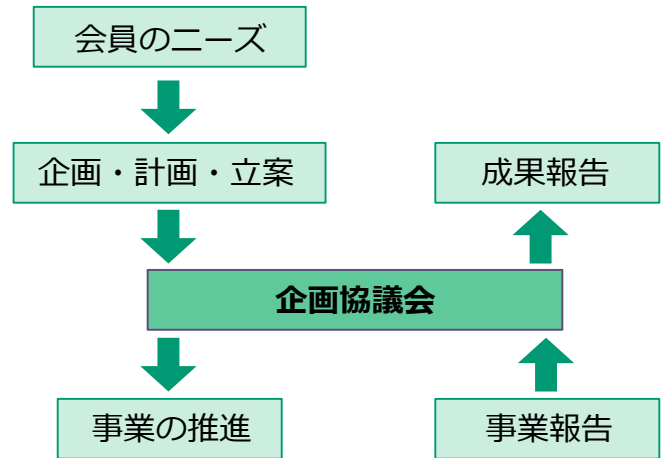 会員のニーズ
企画・計画・立案
成果報告
企画協議会
事業の推進
事業報告